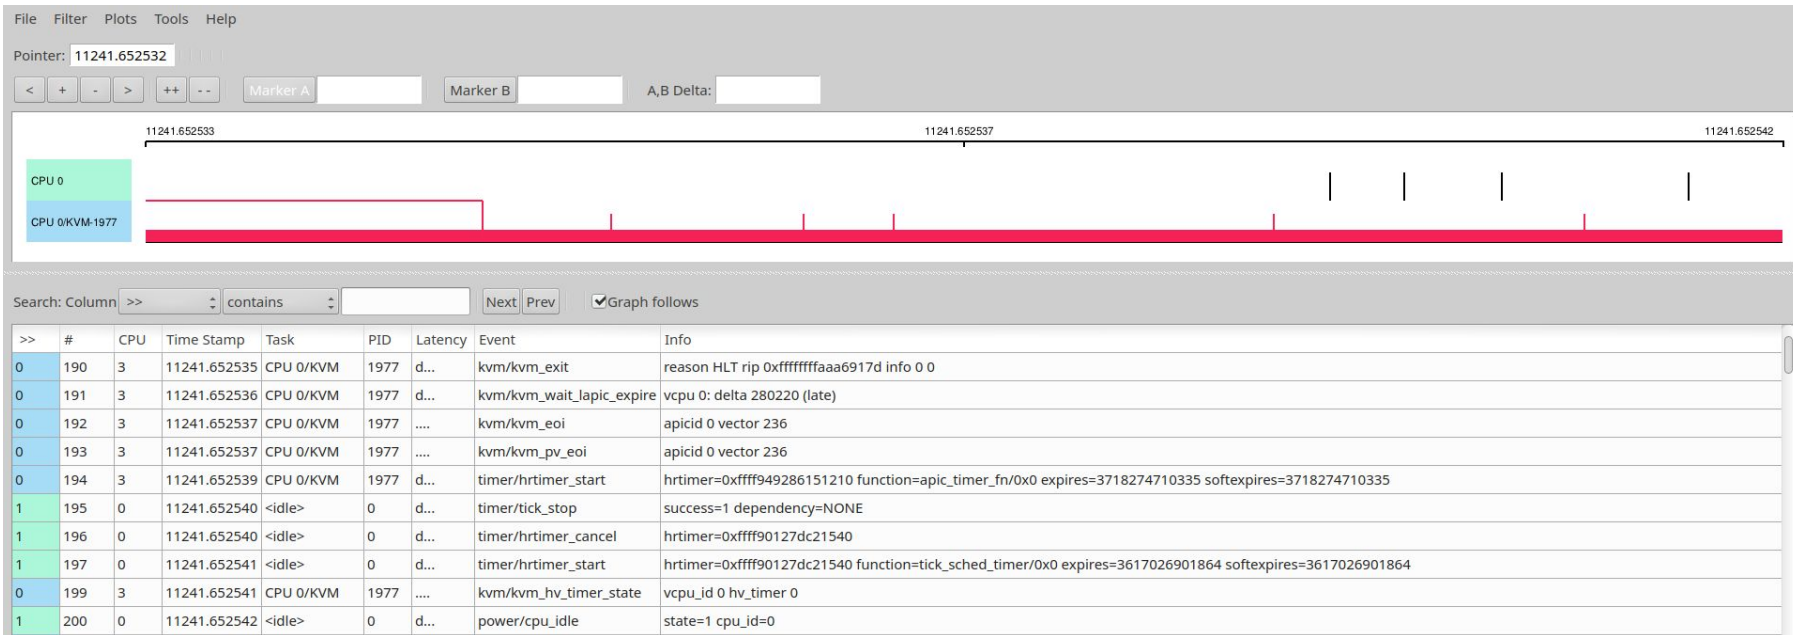 File Filter Plots Tools Help
Pointer: 11241.652532
< + - > ++ -- Marker A Marker B A,B Delta:
11241.652533 11241.652537 11241.652542
CPU 0
CPU 0/KVM-1977
Search: Column >> contains Next Prev Graph follows
>> # CPU Time Stamp Task PID Latency Event Info
0 190 3 11241.652535 CPU 0/KVM 1977 d... kvm/kvm_exit reason HLT rip 0xffffffffaaa6917d info 0 0
0 191 3 11241.652536 CPU 0/KVM 1977 d... kvm/kvm_wait_lapic_expire vcpu 0: delta 280220 (late)
0 192 3 11241.652537 CPU 0/KVM 1977 .... kvm/kvm_eoi apicid 0 vector 236
0 193 3 11241.652537 CPU 0/KVM 1977 .... kvm/kvm_pv_eoi apicid 0 vector 236
0 194 3 11241.652539 CPU 0/KVM 1977 d... timer/hrtimer_start hrtimer=0xffff949286151210 function=apic_timer_fn/0x0 expires=3718274710335 softexpires=3718274710335
1 195 0 11241.652540 <idle> 0 d... timer/tick_stop success=1 dependency=NONE
1 196 0 11241.652540 <idle> 0 d... timer/hrtimer_cancel hrtimer=0xffff90127dc21540
1 197 0 11241.652541 <idle> 0 d... timer/hrtimer_start hrtimer=0xffff90127dc21540 function=tick_sched_timer/0x0 expires=3617026901864 softexpires=3617026901864
0 199 3 11241.652541 CPU 0/KVM 1977 .... kvm/kvm_hv_timer_state vcpu_id 0 hv_timer 0
1 200 0 11241.652542 <idle> 0 d... power/cpu_idle state=1 cpu_id=0